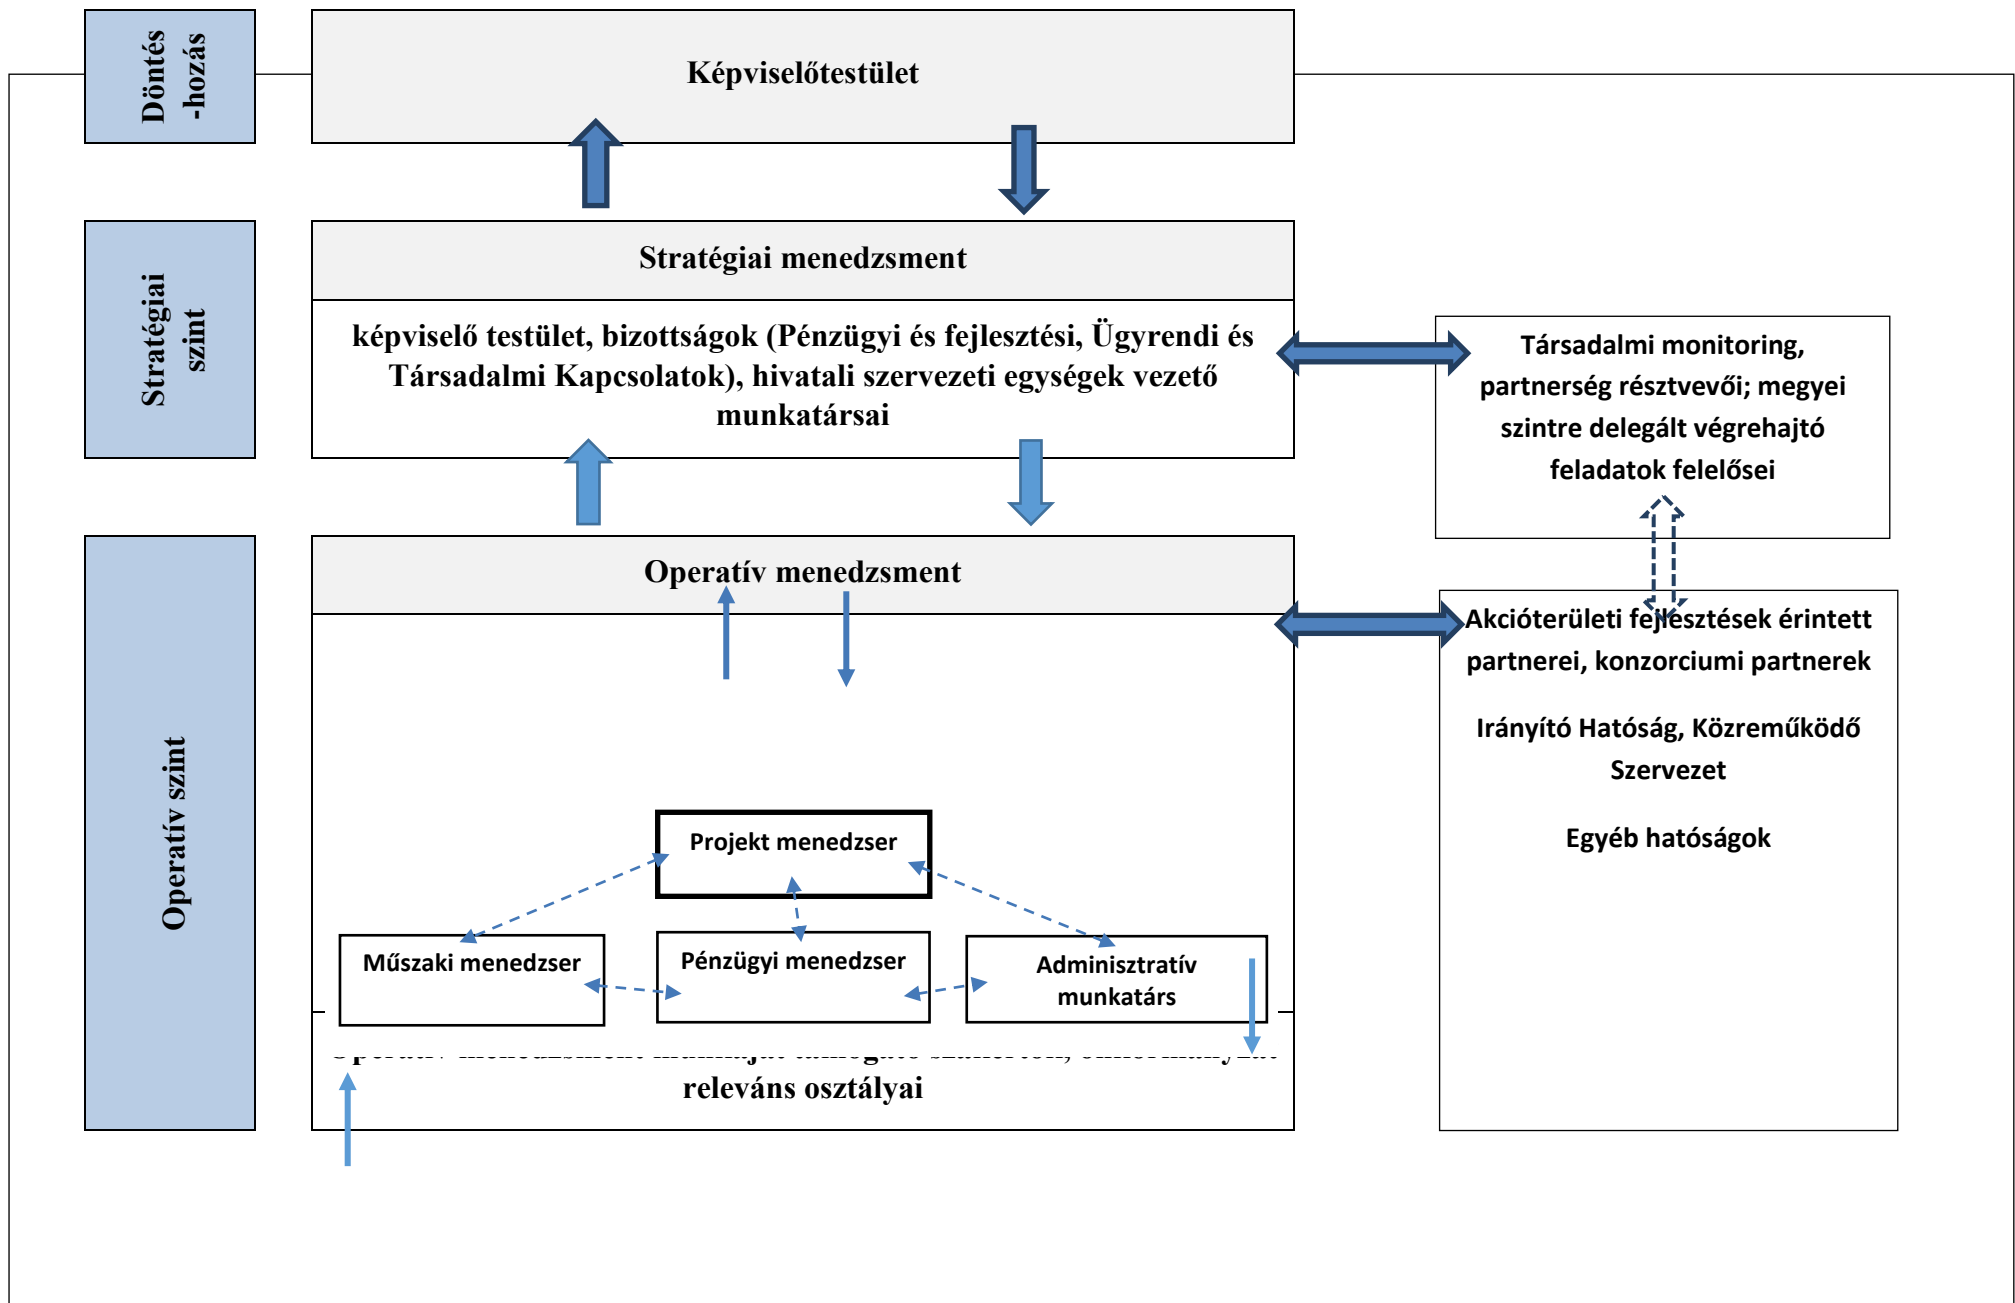 Döntés
-hozás
Képviselőtestület
Stratégiai
szint
Stratégiai menedzsment
képviselő testület, bizottságok (Pénzügyi és fejlesztési, Ügyrendi és
Társadalmi Kapcsolatok), hivatali szervezeti egységek vezető
munkatársai
Társadalmi monitoring,
partnerség résztvevői; megyei
szintre delegált végrehajtó
feladatok felelősei
Operatív szint
Operatív menedzsment
Projekt menedzser
Műszaki menedzser
Pénzügyi menedzser
Adminisztratív
munkatárs
menedzsment
releváns osztályai
Akcióterületi fejlesztések érintett
partnerei, konzorciumi partnerek
Irányító Hatóság, Közreműködő
Szervezet
Egyéb hatóságok